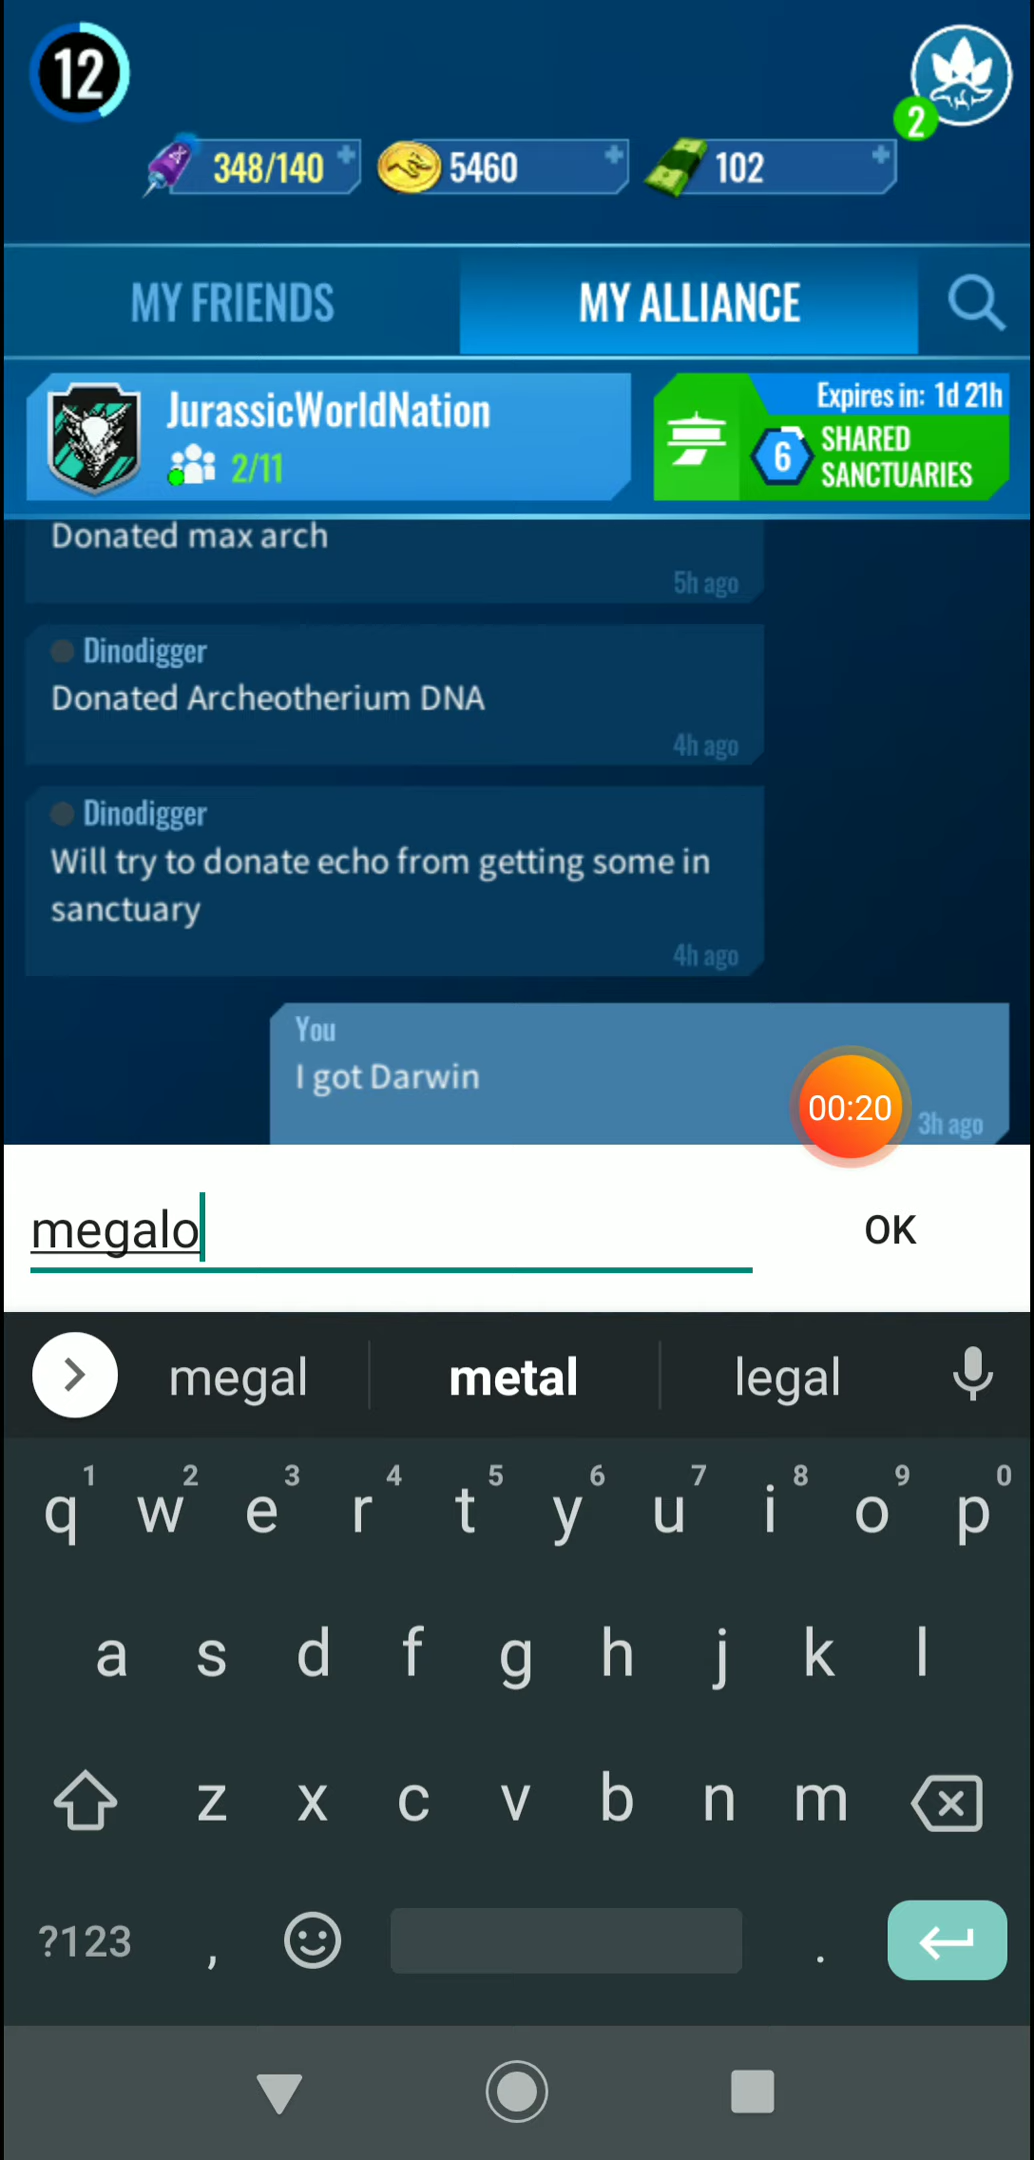 12
2
348/140
5460
102
MY FRIENDS
MY ALLIANCE
JurassicWorldNation
2/11
Expires in: 1d 21h
6
SHARED
SANCTUARIES
Donated max arch
5h ago
Dinodigger
Donated Archeotherium DNA
4h ago
Dinodigger
Will try to donate echo from getting some in
sanctuary
4h ago
You
I got Darwin
00:20
3h ago
megalo
OK
megal metal legal
1 2 3 4 5 6 7 8 9 0
q w e r t y u i o p
a s d f g h j k l
z x c v b n m
?123 , .